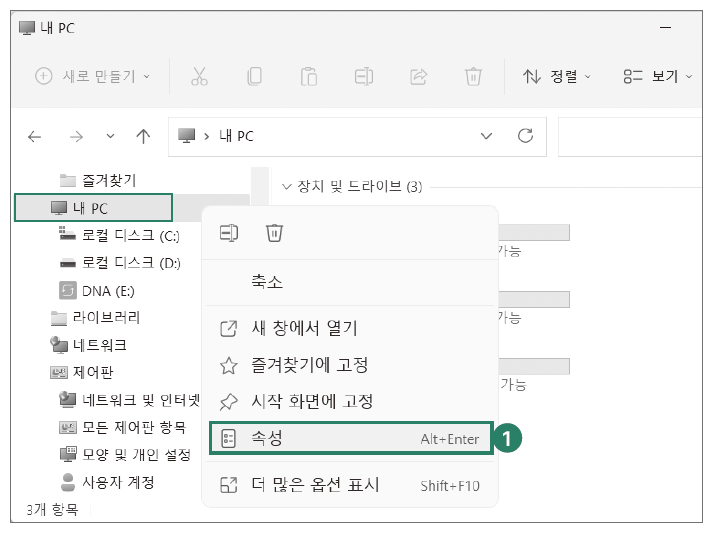 내 PC
새로 만들기
정렬
보기
내 PC
즐겨찾기
내 PC
로컬 디스크 (C:)
로컬 디스크 (D:)
DNA (E:)
라이브러리
네트워크
제어판
네트워크 및 인터넷
모든 제어판 항목
모양 및 개인 설정
사용자 계정
3개 항목
장치 및 드라이브 (3)
가능
가능
가능
축소
새 창에서 열기
즐겨찾기에 고정
시작 화면에 고정
속성 Alt+Enter
1
더 많은 옵션 표시 Shift+F10